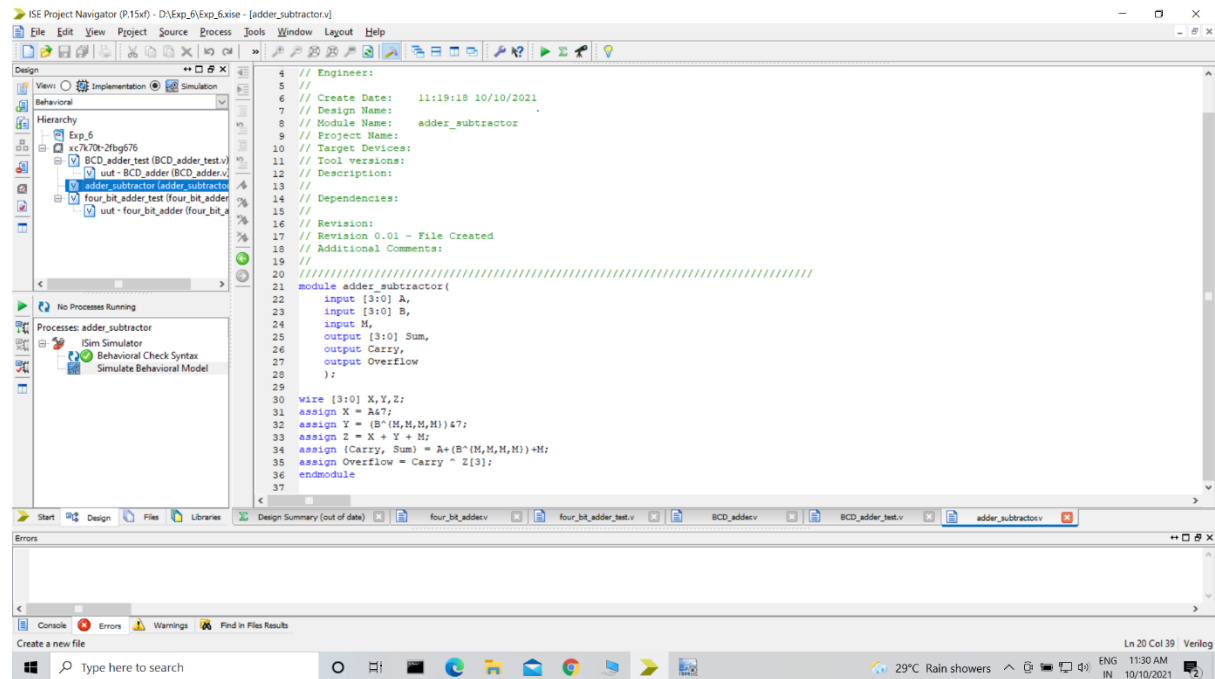 ISE Project Navigator (P.15xf) - D:\Exp_6\Exp_6.xise - [adder_subtractor.v]
File Edit View Project Source Process Tools Window Layout Help
Design
View: Implementation Simulation
Behavioral
Hierarchy
Exp_6
xc7k70t-2fbg676
BCD_adder_test (BCD_adder_test.v)
uut - BCD_adder (BCD_adder.v)
adder_subtractor (adder_subtracto
four_bit_adder_test (four_bit_adder
uut - four_bit_adder (four_bit_a
No Processes Running
Processes: adder_subtractor
ISim Simulator
Behavioral Check Syntax
Simulate Behavioral Model
4 // Engineer:
5 //
6 // Create Date: 11:19:18 10/10/2021
7 // Design Name:
8 // Module Name: adder_subtractor
9 // Project Name:
10 // Target Devices:
11 // Tool versions:
12 // Description:
13 //
14 // Dependencies:
15 //
16 // Revision:
17 // Revision 0.01 - File Created
18 // Additional Comments:
19 //
20 //////////////////////////////////////////////////////////////////////////////////
21 module adder_subtractor(
22 input [3:0] A,
23 input [3:0] B,
24 input M,
25 output [3:0] Sum,
26 output Carry,
27 output Overflow
28 );
29
30 wire [3:0] X,Y,Z;
31 assign X = A&7;
32 assign Y = (B^{M,M,M,M})&7;
33 assign Z = X + Y + M;
34 assign {Carry, Sum} = A+(B^{M,M,M,M})+M;
35 assign Overflow = Carry ^ Z[3];
36 endmodule
37
Start Design Files Libraries
Design Summary (out of date) four_bit_adder.v four_bit_adder_test.v BCD_adder.v BCD_adder_test.v adder_subtractor.v
Errors
Console Errors Warnings Find in Files Results
Create a new file
Ln 20 Col 39 Verilog
Type here to search
29°C Rain showers
ENG
IN
11:30 AM
10/10/2021
2